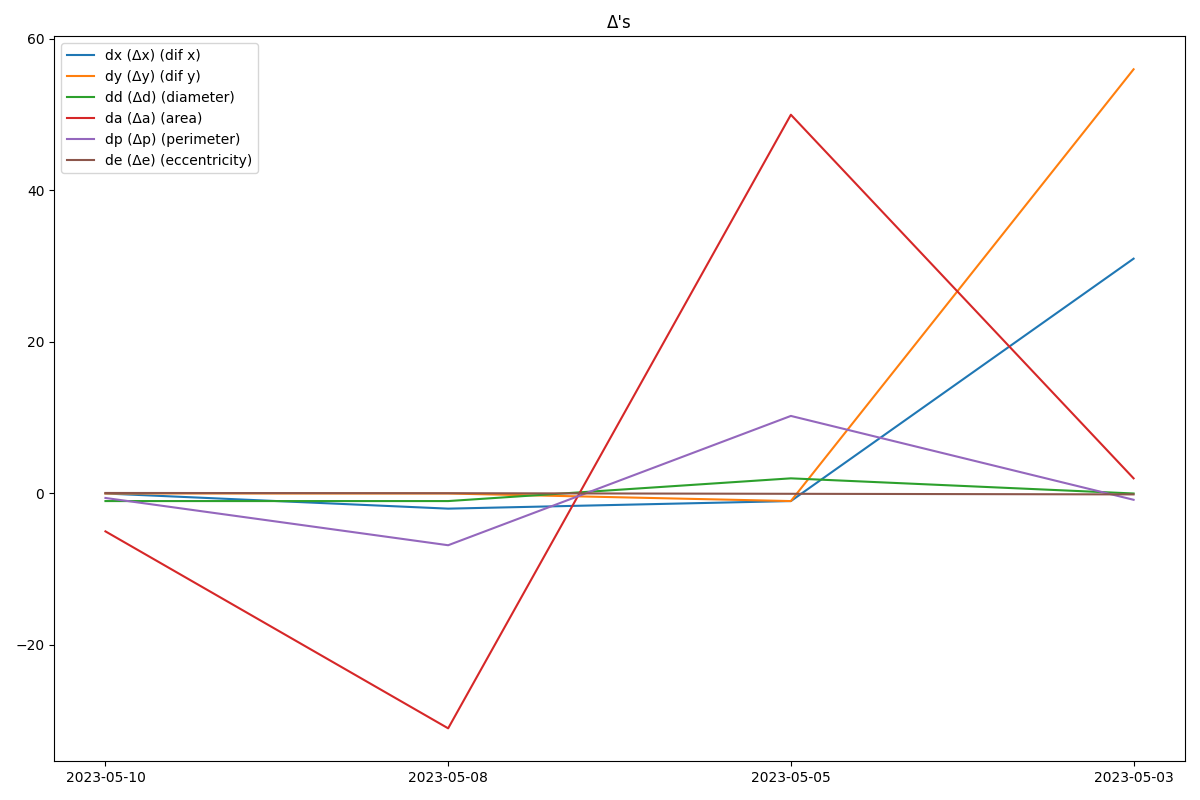 Δ's
dx (Δx) (dif x)
dy (Δy) (dif y)
dd (Δd) (diameter)
da (Δa) (area)
dp (Δp) (perimeter)
de (Δe) (eccentricity)
60
40
20
0
−20
2023-05-10 2023-05-08 2023-05-05 2023-05-03